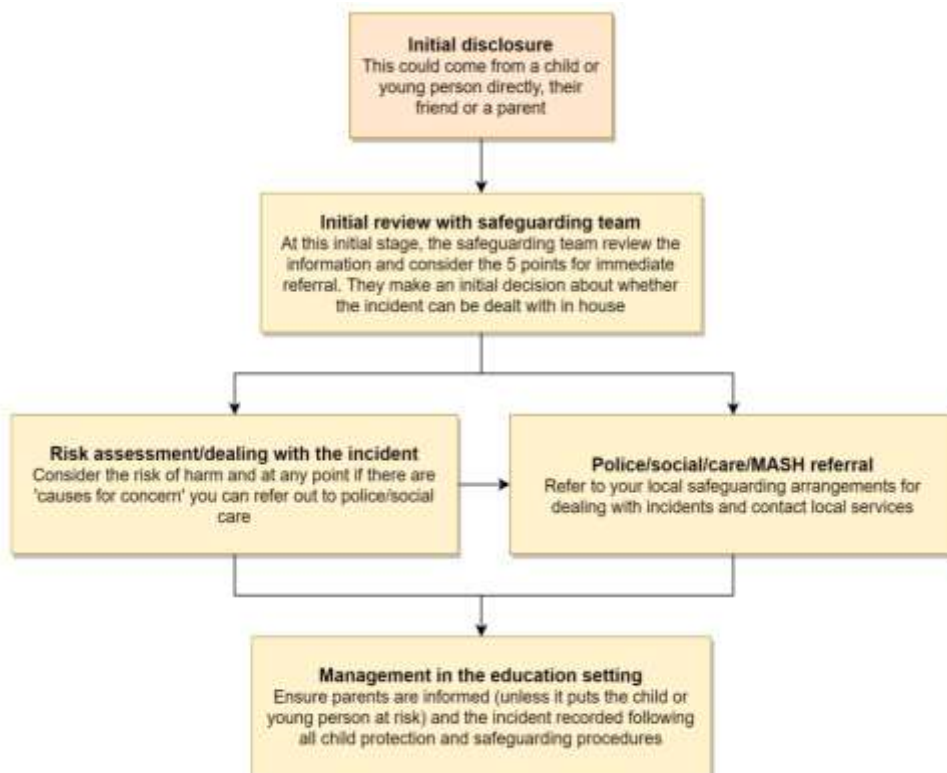 Initial disclosure
This could come from a child or
young person directly, their
friend or a parent
Initial review with safeguarding team
At this initial stage, the safeguarding team review the
information and consider the 5 points for immediate
referral. They make an initial decision about whether
the incident can be dealt with in house
Risk assessment/dealing with the incident
Consider the risk of harm and at any point if there are
'causes for concern' you can refer out to police/social
care
Police/social/care/MASH referral
Refer to your local safeguarding arrangements for
dealing with incidents and contact local services
Management in the education setting
Ensure parents are informed (unless it puts the child or
young person at risk) and the incident recorded following
all child protection and safeguarding procedures